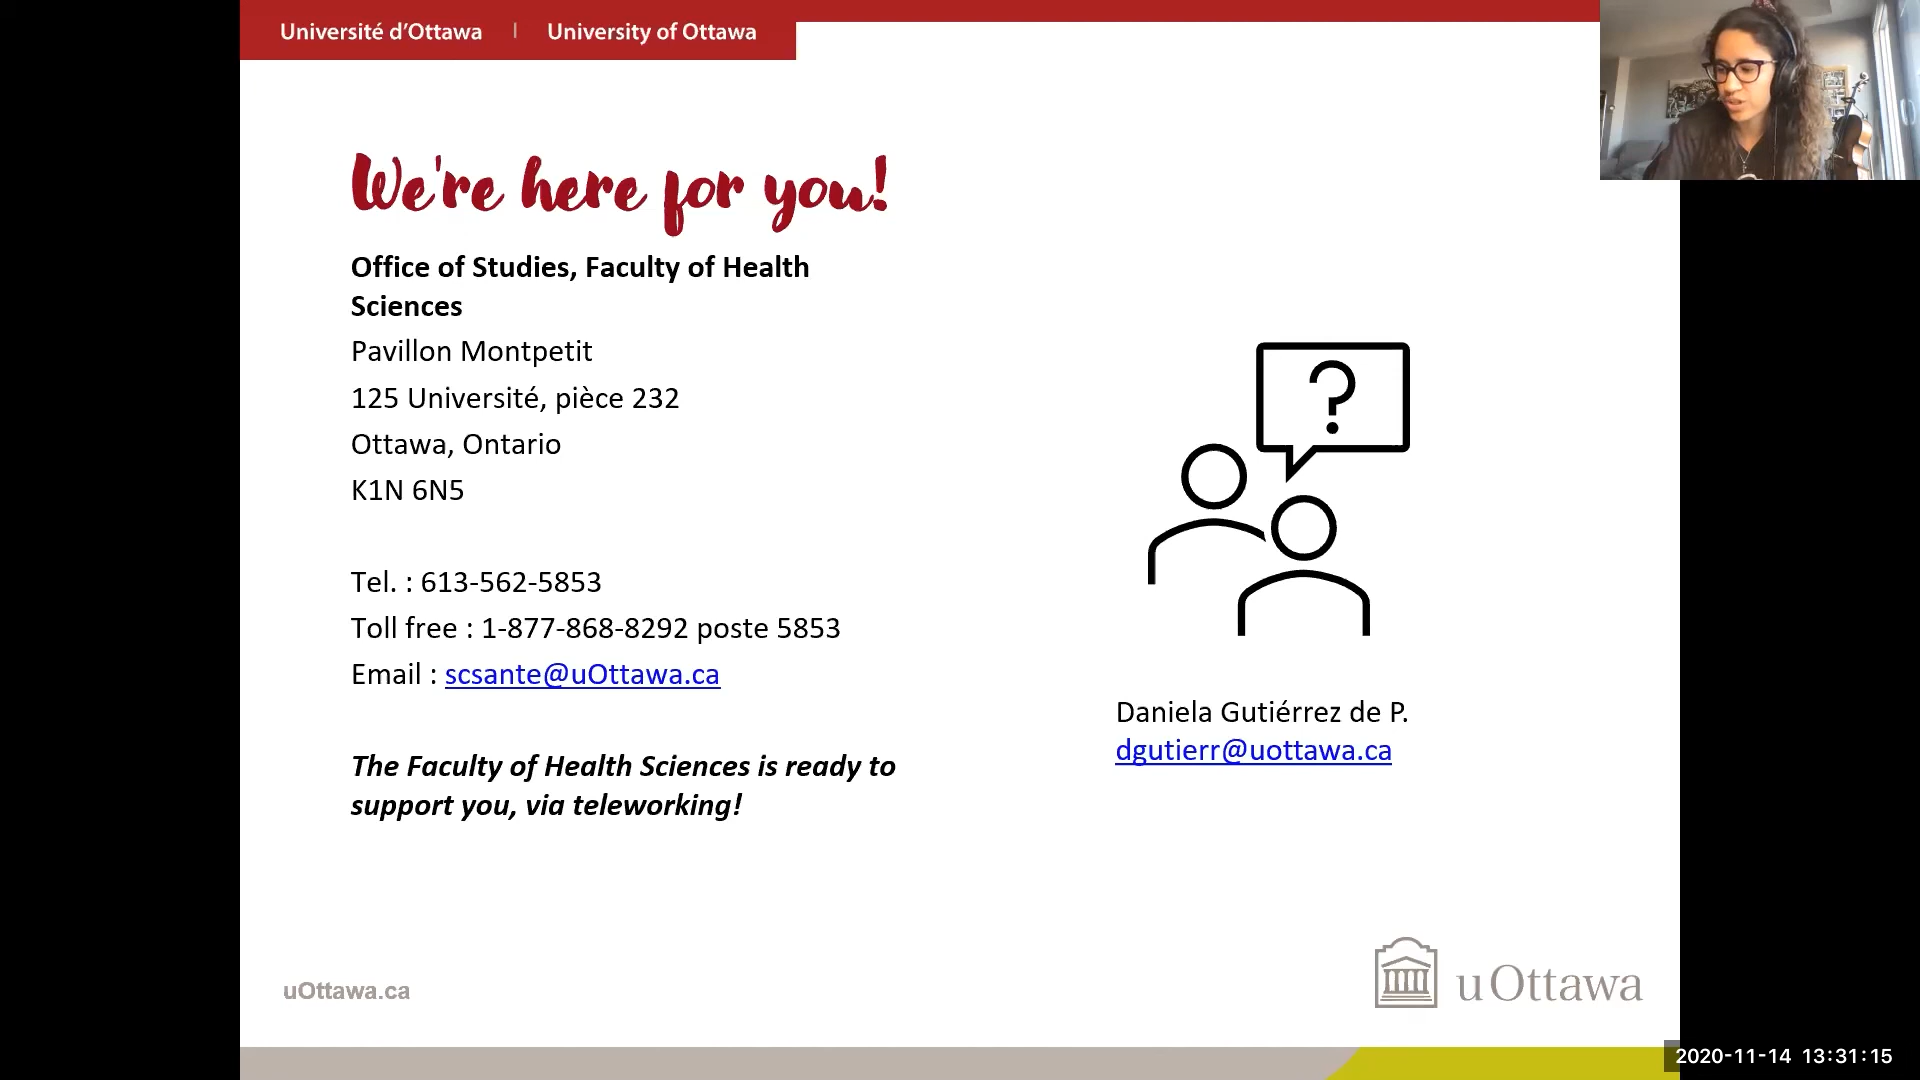 Université d'Ottawa | University of Ottawa
We're here for you!
Office of Studies, Faculty of Health
Sciences
Pavillon Montpetit
125 Université, pièce 232
Ottawa, Ontario
K1N 6N5
Tel. : 613-562-5853
Toll free : 1-877-868-8292 poste 5853
Email : scsante@uOttawa.ca
The Faculty of Health Sciences is ready to
support you, via teleworking!
?
Daniela Gutiérrez de P.
dgutierr@uottawa.ca
uOttawa.ca
uOttawa
2020-11-14 13:31:15